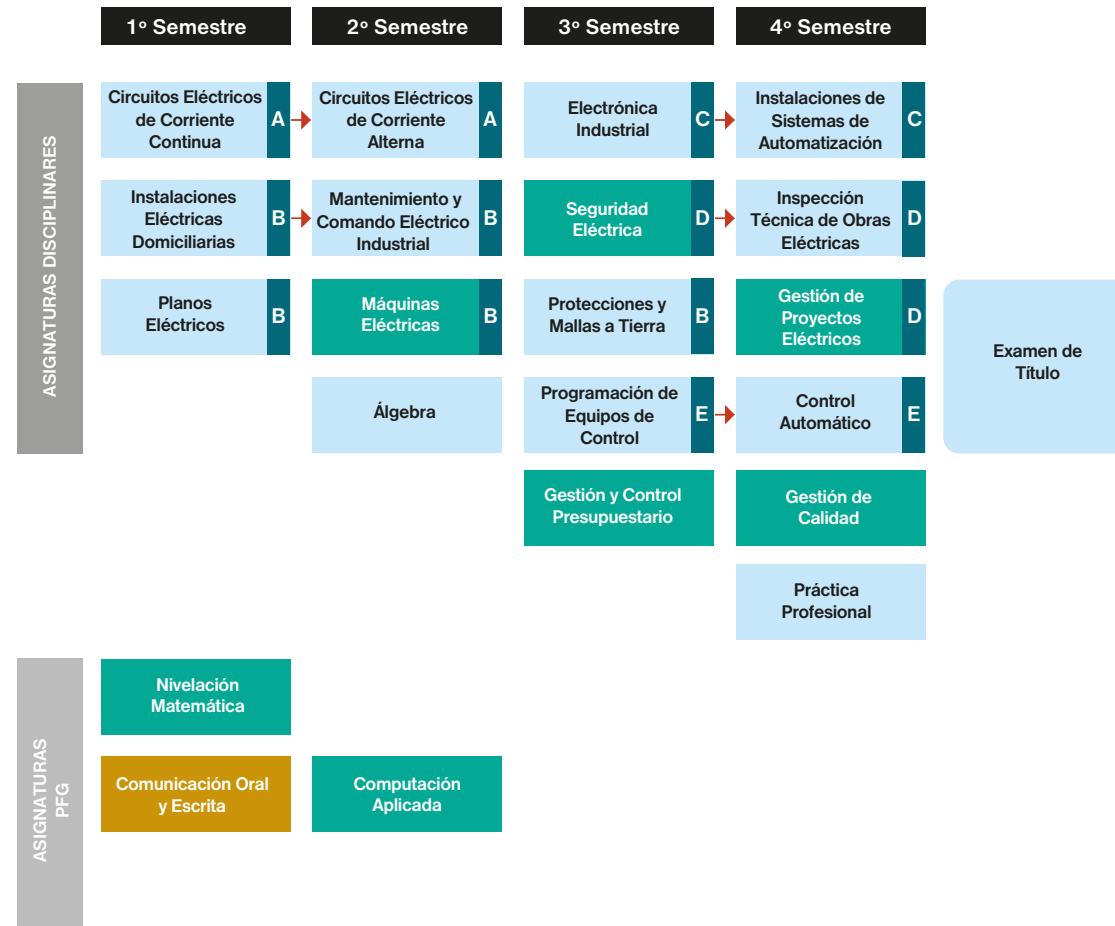 1º Semestre
2º Semestre
3º Semestre
4º Semestre
ASIGNATURAS DISCIPLINARES
Circuitos Eléctricos
de Corriente
Continua
A
Circuitos Eléctricos
de Corriente
Alterna
A
Electrónica
Industrial
C
Instalaciones de
Sistemas de
Automatización
C
Instalaciones
Eléctricas
Domiciliarias
B
Mantenimiento y
Comando Eléctrico
Industrial
B
Seguridad
Eléctrica
D
Inspección
Técnica de Obras
Eléctricas
D
Planos
Eléctricos
B
Máquinas
Eléctricas
B
Protecciones y
Mallas a Tierra
B
Gestión de
Proyectos
Eléctricos
D
Examen de
Título
Álgebra
Programación de
Equipos de
Control
E
Control
Automático
E
Gestión y Control
Presupuestario
Gestión de
Calidad
Práctica
Profesional
ASIGNATURAS
PFG
Nivelación
Matemática
Comunicación Oral
y Escrita
Computación
Aplicada